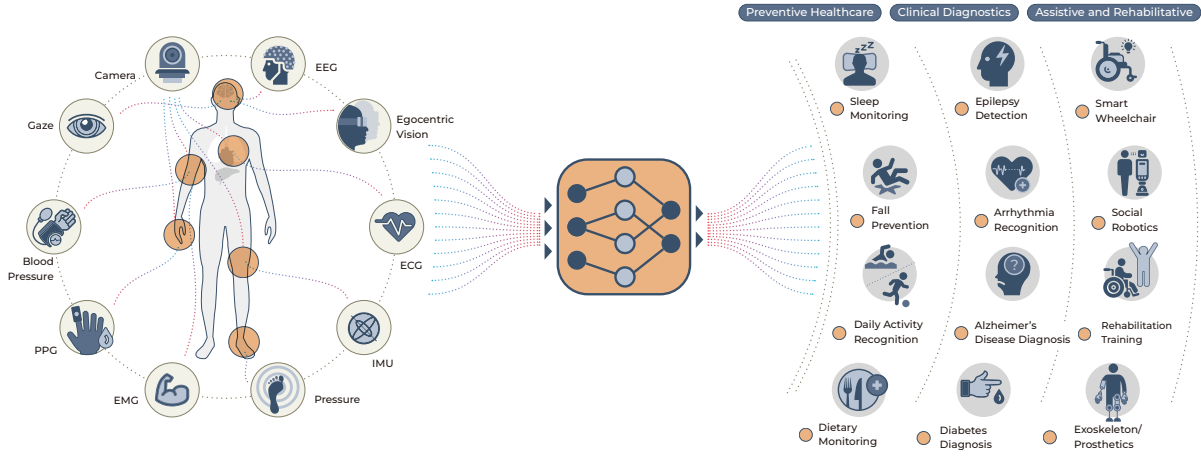 Preventive Healthcare
Clinical Diagnostics
Assistive and Rehabilitative
Camera
EEG
Gaze
Egocentric
Vision
Blood
Pressure
ECG
PPG
IMU
EMG
Pressure
zzZ
Sleep
Monitoring
Epilepsy
Detection
Smart
Wheelchair
Fall
Prevention
Arrhythmia
Recognition
Social
Robotics
?
Daily Activity
Recognition
Alzheimer's
Disease Diagnosis
Rehabilitation
Training
Dietary
Monitoring
Diabetes
Diagnosis
Exoskeleton/
Prosthetics